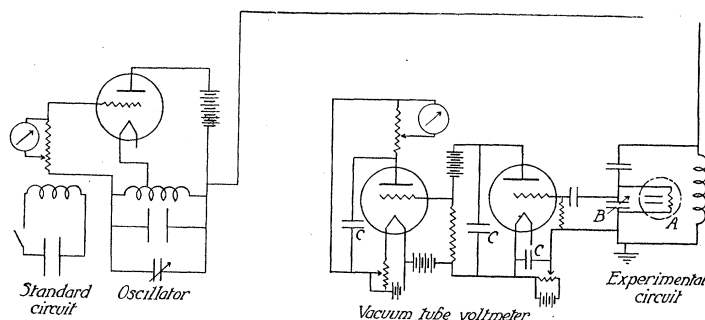 C
C
C
B
A
Standard
circuit
Oscillator
Vacuum tube voltmeter
Experimental
circuit